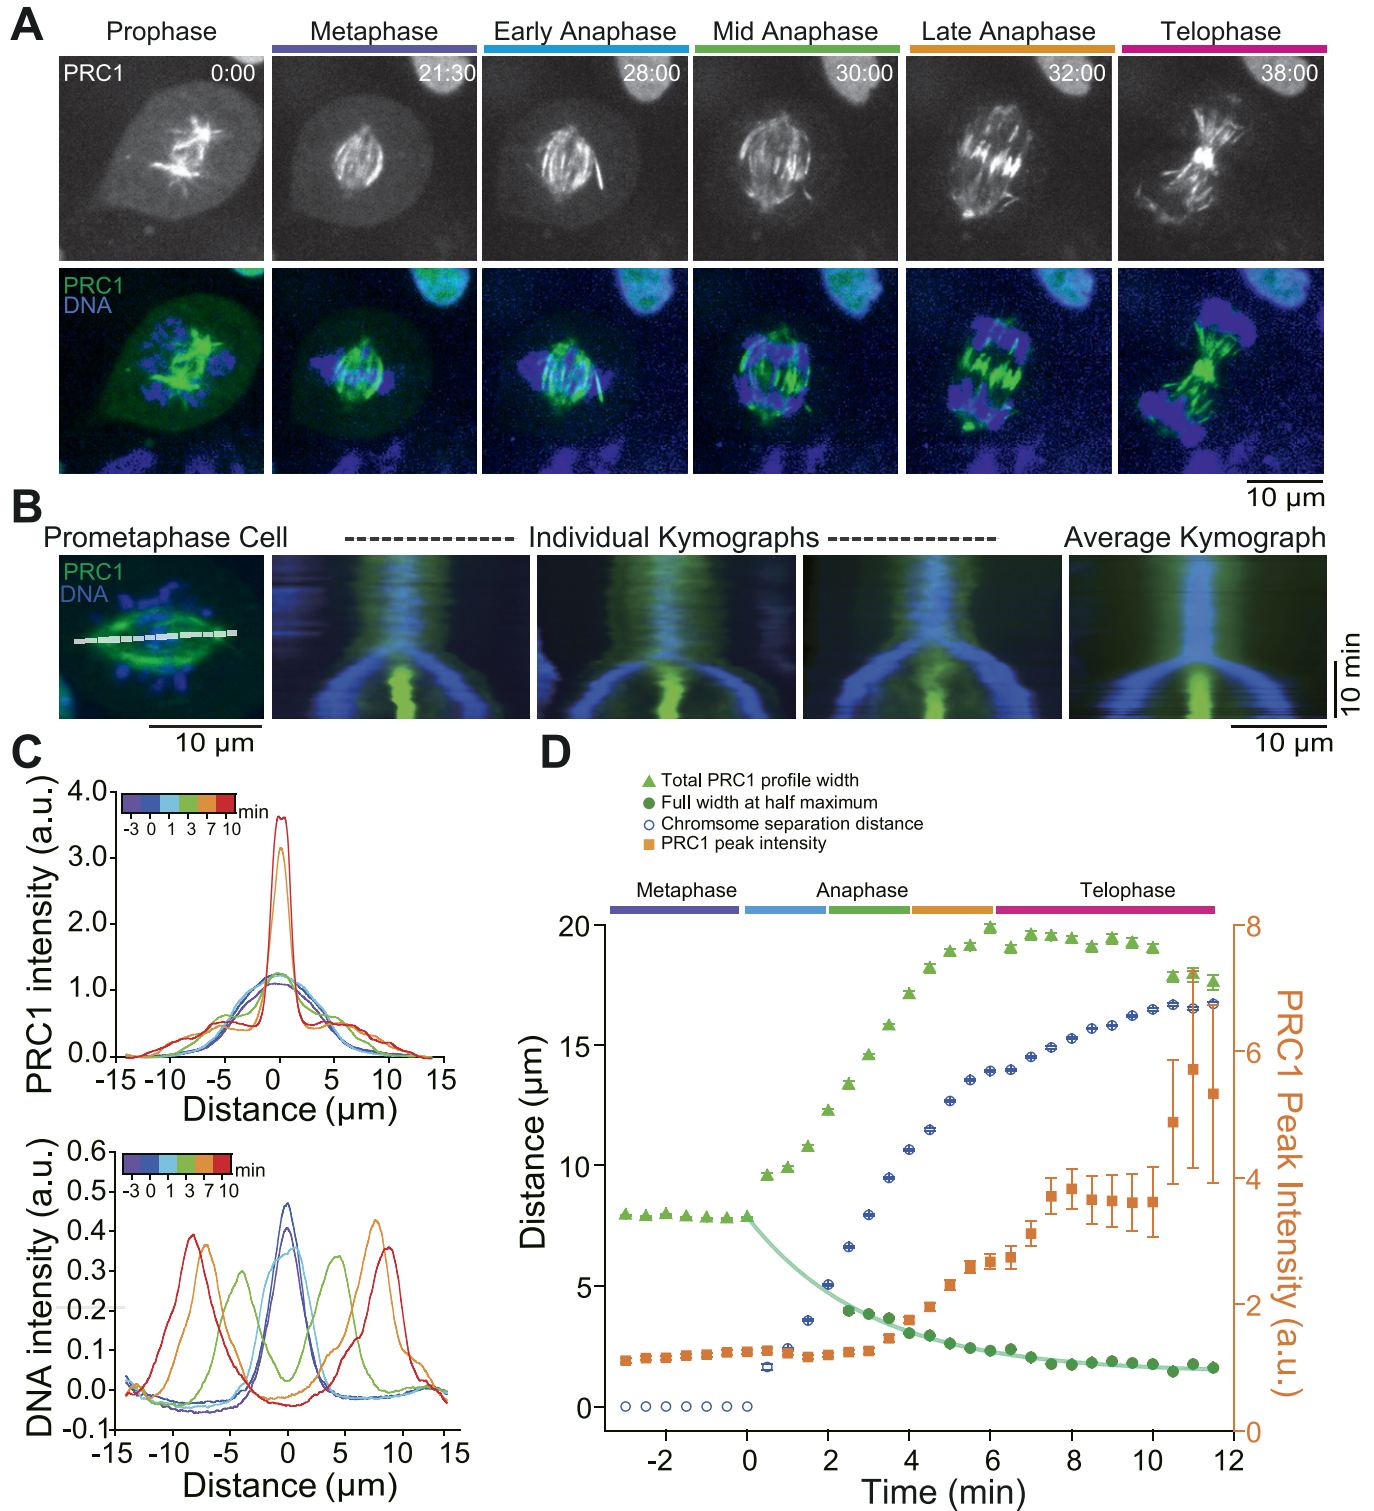 A
Prophase Metaphase Early Anaphase Mid Anaphase Late Anaphase Telophase
PRC1 0:00 21:30 28:00 30:00 32:00 38:00
PRC1
DNA
10 µm
B
Prometaphase Cell Individual Kymographs Average Kymograph
PRC1
DNA
10 min
10 µm 10 µm
C
PRC1 intensity (a.u.)
4.0
3.0
2.0
1.0
0.0
-3 0 1 3 7 10 min
-15 -10 -5 0 5 10 15
Distance (µm)
DNA intensity (a.u.)
0.6
0.5
0.4
0.3
0.2
0.1
0.0
-0.1
-3 0 1 3 7 10 min
-15 -10 -5 0 5 10 15
Distance (µm)
D
Total PRC1 profile width
Full width at half maximum
Chromsome separation distance
PRC1 peak intensity
Metaphase Anaphase Telophase
Distance (µm)
20
15
10
5
0
PRC1 Peak Intensity (a.u.)
8
6
4
2
0
-2 0 2 4 6 8 10 12
Time (min)